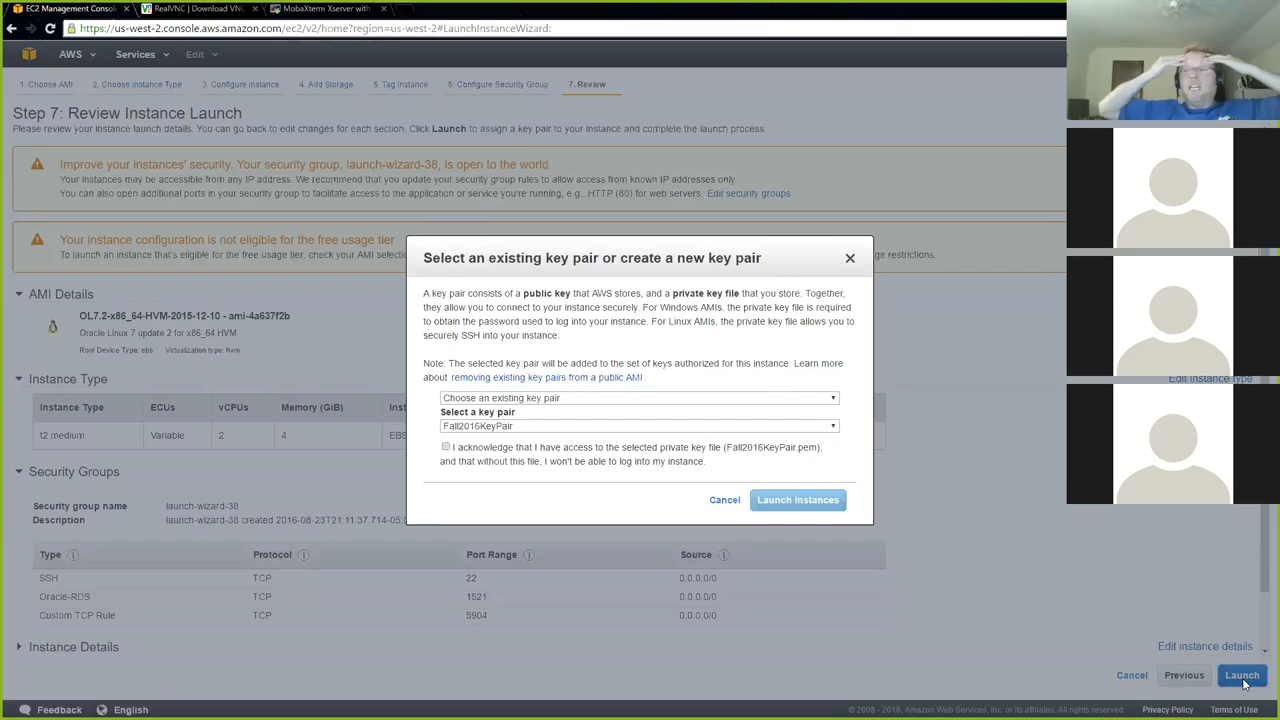 EC2 Management Conso
RealVNC | Download VNC
MobaXterm Xserver with
https://us-west-2.console.aws.amazon.com/ec2/v2/home?region=us-west-2#LaunchInstanceWizard:
AWS
Services
Edit
1. Choose AMI
2. Choose Instance Type
3. Configure Instance
4. Add Storage
5. Tag Instance
6. Configure Security Group
7. Review
Step 7: Review Instance Launch
Please review your instance launch details. You can go back to edit changes for each section. Click Launch to assign a key pair to your instance and complete the launch process.
Improve your instances' security. Your security group, launch-wizard-38, is open to the world.
Your instances may be accessible from any IP address. We recommend that you update your security group rules to allow access from known IP addresses only.
You can also open additional ports in your security group to facilitate access to the application or service you're running, e.g., HTTP (80) for web servers. Edit security groups
Your instance configuration is not eligible for the free usage tier
To launch an instance that's eligible for the free usage tier, check your AMI selec
ge restrictions.
Select an existing key pair or create a new key pair
A key pair consists of a public key that AWS stores, and a private key file that you store. Together,
they allow you to connect to your instance securely. For Windows AMIs, the private key file is required
to obtain the password used to log into your instance. For Linux AMIs, the private key file allows you to
securely SSH into your instance.
Note: The selected key pair will be added to the set of keys authorized for this instance. Learn more
about removing existing key pairs from a public AMI.
Choose an existing key pair
Select a key pair
Fall2016KeyPair
I acknowledge that I have access to the selected private key file (Fall2016KeyPair.pem),
and that without this file, I won't be able to log into my instance.
Cancel
Launch Instances
AMI Details
OL7.2-x86_64-HVM-2015-12-10 - ami-4a637f2b
Oracle Linux 7 update 2 for x86_64 HVM
Root Device Type: ebs
Virtualization type: hvm
Instance Type
Edit instance type
Instance Type
ECUs
vCPUs
Memory (GiB)
Inst
t2.medium
Variable
2
4
EBS
Security Groups
Security group name
launch-wizard-38
Description
launch-wizard-38 created 2016-08-23T21:11:37.714-05:0
Type
Protocol
Port Range
Source
SSH
TCP
22
0.0.0.0/0
Oracle-RDS
TCP
1521
0.0.0.0/0
Custom TCP Rule
TCP
5904
0.0.0.0/0
Instance Details
Edit instance details
Cancel
Previous
Launch
Feedback
English
© 2008 - 2016, Amazon Web Services, Inc. or its affiliates. All rights reserved.
Privacy Policy
Terms of Use